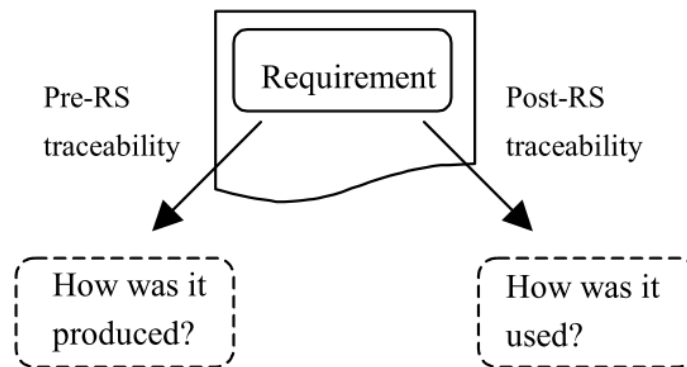 Requirement
Pre-RS
traceability
Post-RS
traceability
How was it
produced?
How was it
used?